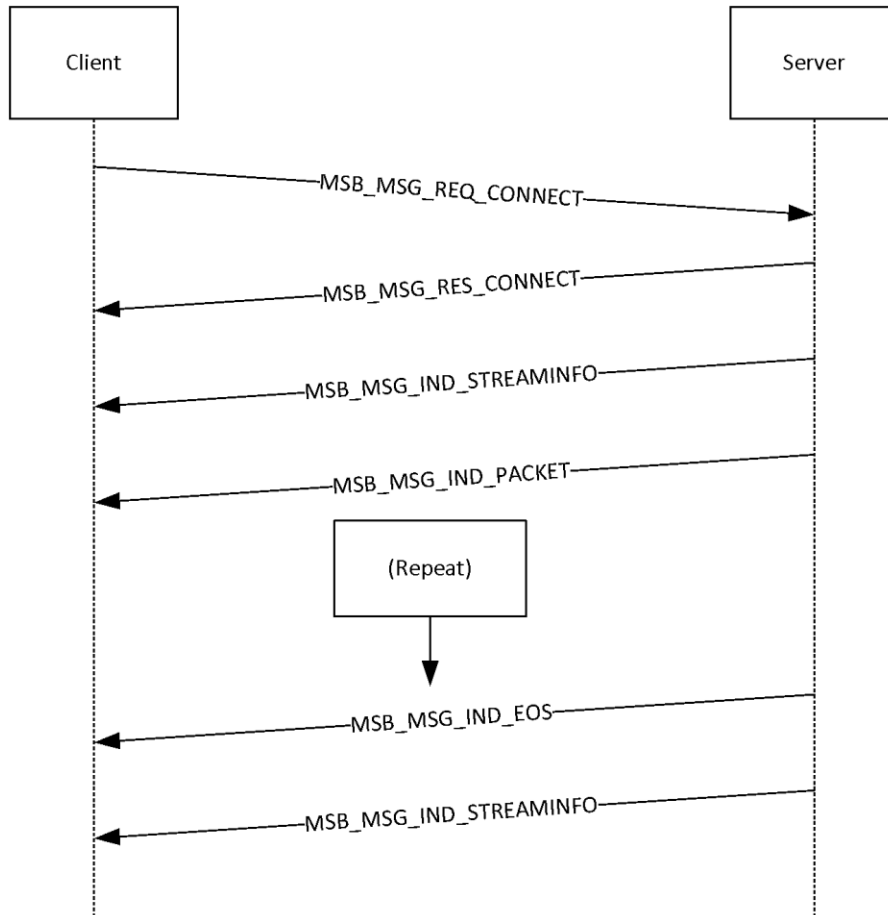 Client
Server
MSB_MSG_REQ_CONNECT
MSB_MSG_RES_CONNECT
MSB_MSG_IND_STREAMINFO
MSB_MSG_IND_PACKET
(Repeat)
MSB_MSG_IND_EOS
MSB_MSG_IND_STREAMINFO